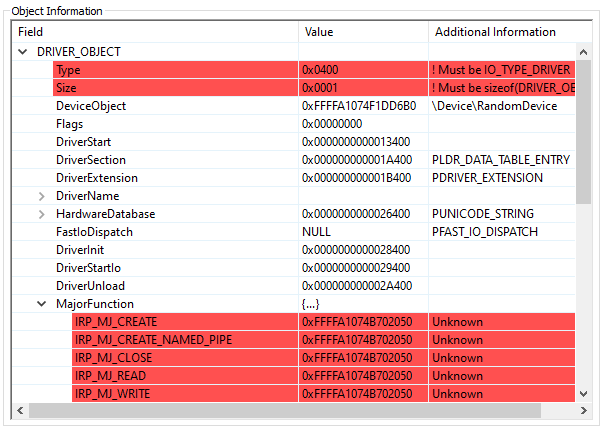 Object Information
Field Value Additional Information
DRIVER_OBJECT
Type 0x0400 ! Must be IO_TYPE_DRIVER
Size 0x0001 ! Must be sizeof(DRIVER_OE
DeviceObject 0xFFFFA1074F1DD6B0 \Device\RandomDevice
Flags 0x00000000
DriverStart 0x0000000000013400
DriverSection 0x000000000001A400 PLDR_DATA_TABLE_ENTRY
DriverExtension 0x000000000001B400 PDRIVER_EXTENSION
DriverName
HardwareDatabase 0x0000000000026400 PUNICODE_STRING
FastIoDispatch NULL PFAST_IO_DISPATCH
DriverInit 0x0000000000028400
DriverStartIo 0x0000000000029400
DriverUnload 0x000000000002A400
MajorFunction {...}
IRP_MJ_CREATE 0xFFFFA1074B702050 Unknown
IRP_MJ_CREATE_NAMED_PIPE 0xFFFFA1074B702050 Unknown
IRP_MJ_CLOSE 0xFFFFA1074B702050 Unknown
IRP_MJ_READ 0xFFFFA1074B702050 Unknown
IRP_MJ_WRITE 0xFFFFA1074B702050 Unknown